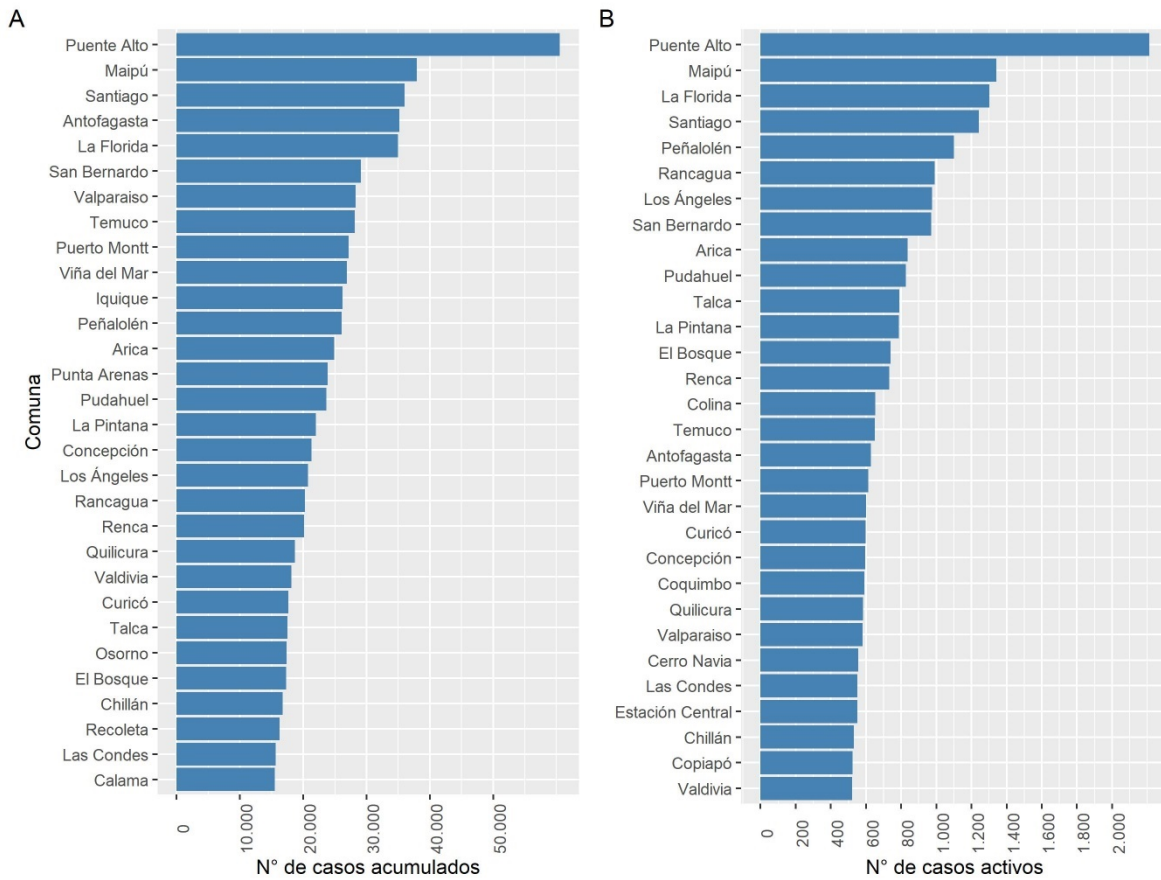 A
Puente Alto
Maipú
Santiago
Antofagasta
La Florida
San Bernardo
Valparaiso
Temuco
Puerto Montt
Viña del Mar
Iquique
Peñalolén
Arica
Punta Arenas
Pudahuel
La Pintana
Concepción
Los Ángeles
Rancagua
Renca
Quilicura
Valdivia
Curicó
Talca
Osorno
El Bosque
Chillán
Recoleta
Las Condes
Calama
Comuna
0
10.000
20.000
30.000
40.000
50.000
N° de casos acumulados
B
Puente Alto
Maipú
La Florida
Santiago
Peñalolén
Rancagua
Los Ángeles
San Bernardo
Arica
Pudahuel
Talca
La Pintana
El Bosque
Renca
Colina
Temuco
Antofagasta
Puerto Montt
Viña del Mar
Curicó
Concepción
Coquimbo
Quilicura
Valparaiso
Cerro Navia
Las Condes
Estación Central
Chillán
Copiapó
Valdivia
0
200
400
600
800
1.000
1.200
1.400
1.600
1.800
2.000
N° de casos activos